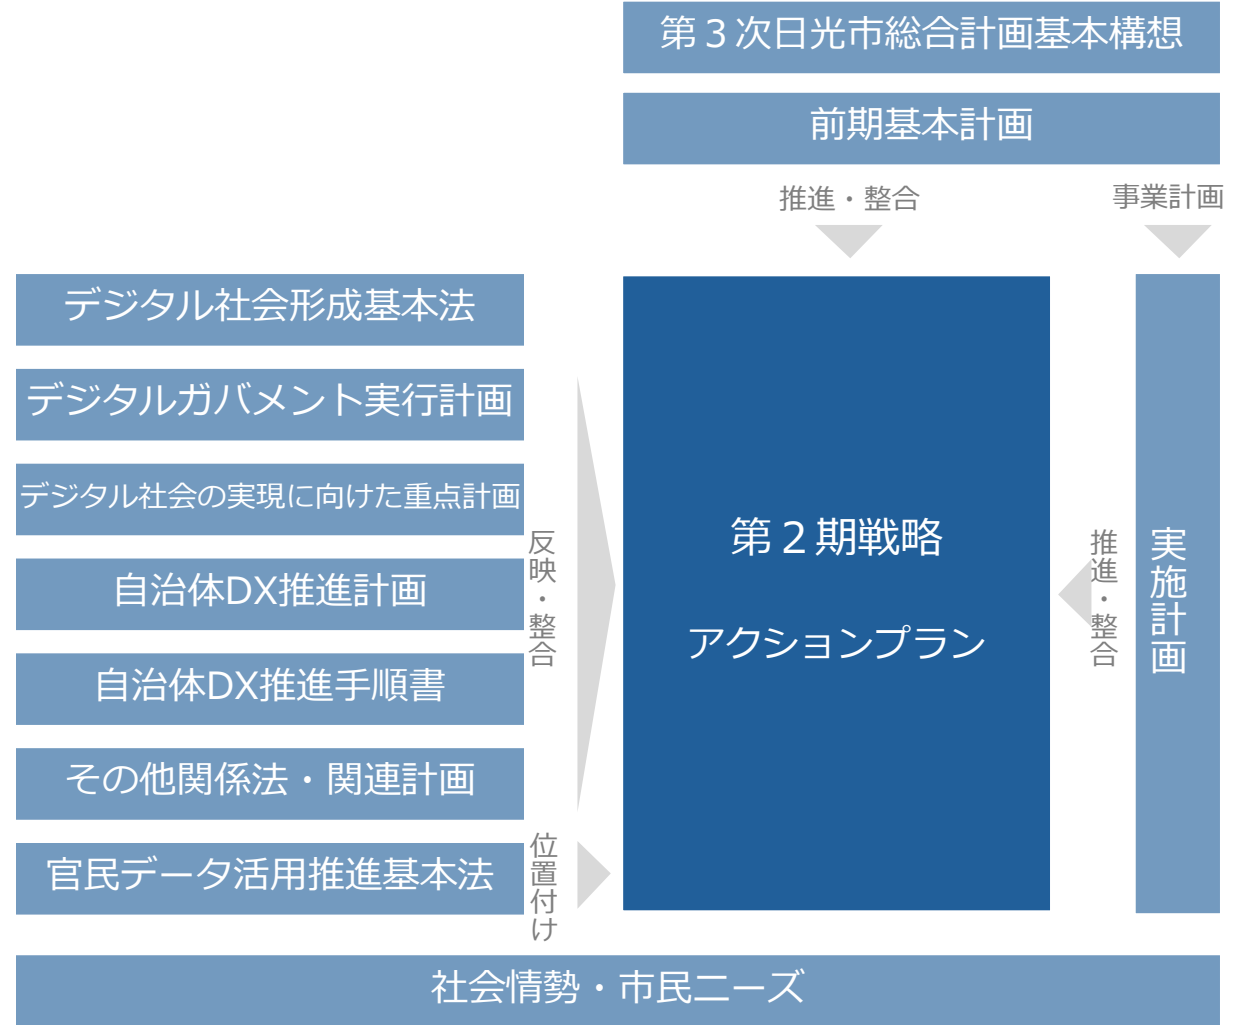 第３次日光市総合計画基本構想
前期基本計画
推進・整合
事業計画
デジタル社会形成基本法
デジタルガバメント実行計画
デジタル社会の実現に向けた重点計画
自治体DX推進計画
自治体DX推進手順書
その他関係法・関連計画
反映・整合
官民データ活用推進基本法
位置付け
第２期戦略
アクションプラン
推進・整合
実施計画
社会情勢・市民ニーズ